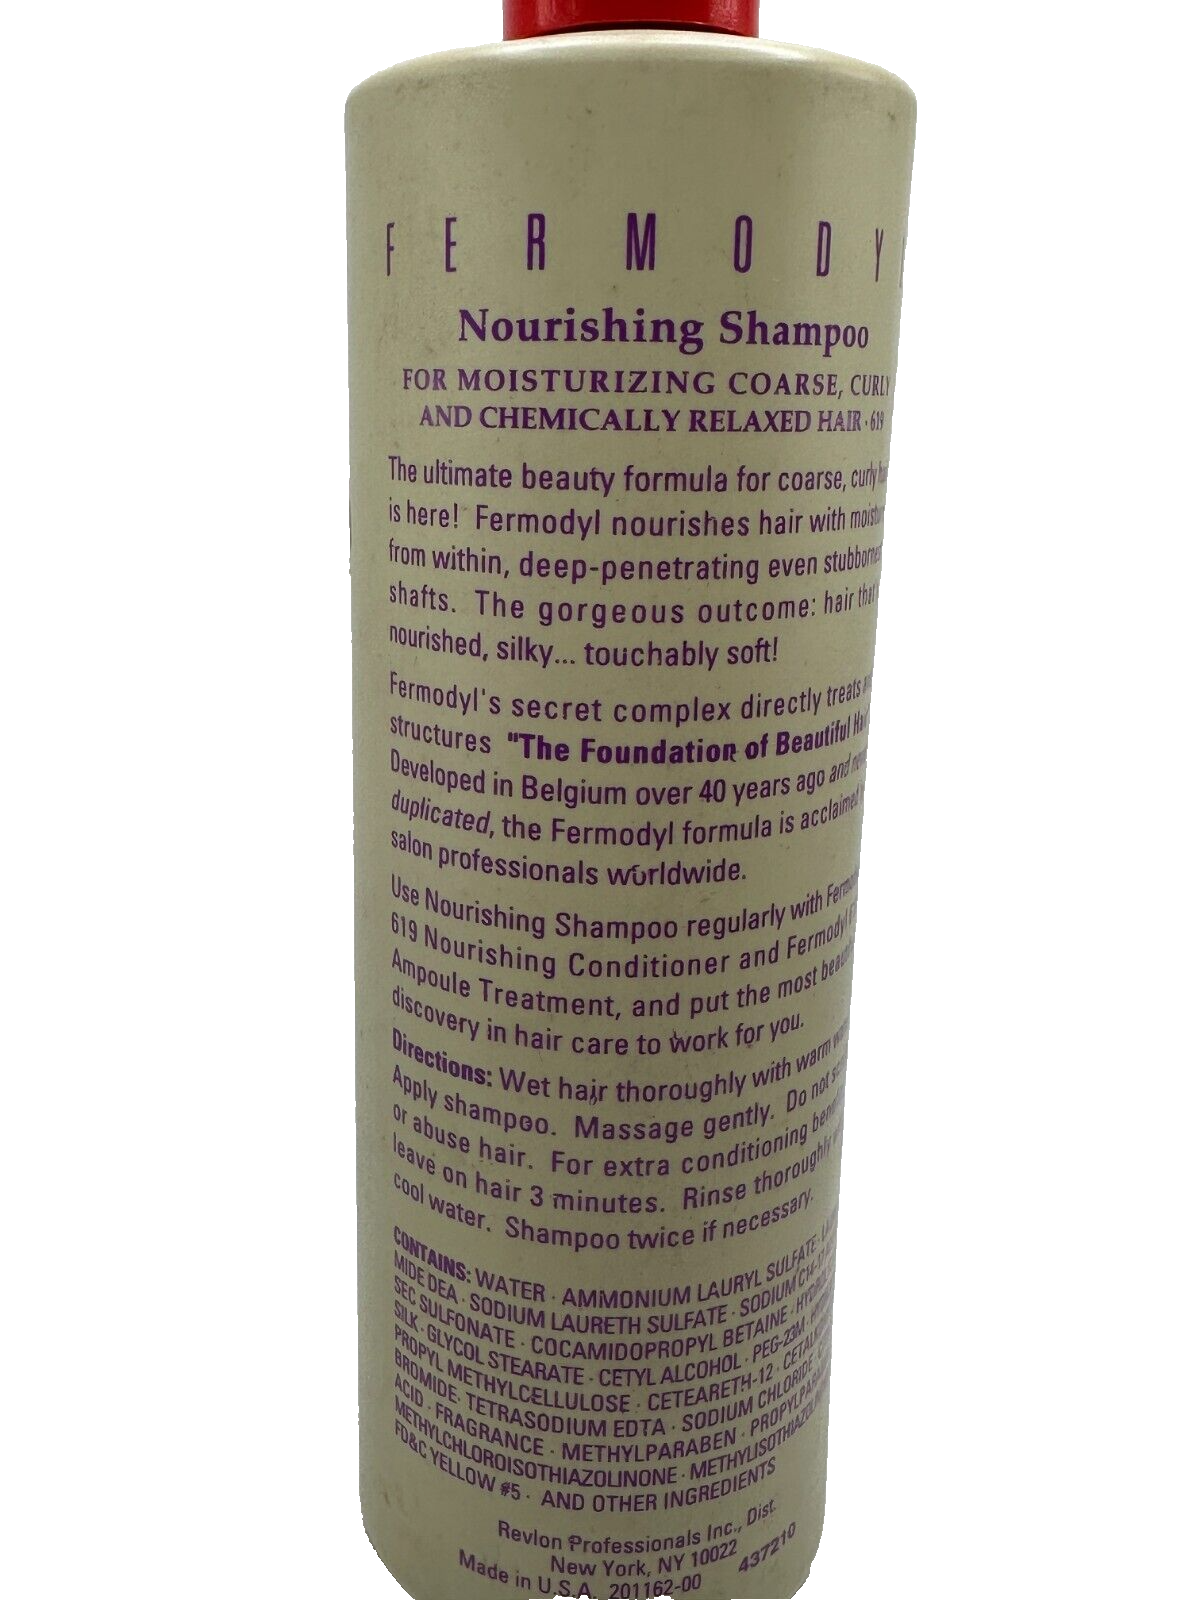 FERMODY
Nourishing Shampoo
FOR MOISTURIZING COARSE, CURLY
AND CHEMICALLY RELAXED HAIR · 619
The ultimate beauty formula for coarse, curly
is here! Fermodyl nourishes hair with
from within, deep-penetrating even
shafts. The gorgeous outcome: hair that
nourished, silky... touchably soft!
Fermodyl's secret complex directly treats
structures "The Foundation of Beautiful
Developed in Belgium over 40 years ago and
duplicated, the Fermodyl formula is acclaimed
salon professionals worldwide.
Use Nourishing Shampoo regularly with
619 Nourishing Conditioner and Fermodyl
Ampoule Treatment, and put the most
discovery in hair care to work for you.
Directions: Wet hair thoroughly with warm
Apply shampoo. Massage gently. Do not
or abuse hair. For extra conditioning
leave on hair 3 minutes. Rinse thoroughly
cool water. Shampoo twice if necessary.
CONTAINS: WATER · AMMONIUM LAURYL SULFATE ·
MIDE DEA · SODIUM LAURETH SULFATE · SODIUM C14-17
SEC SULFONATE · COCAMIDOPROPYL BETAINE ·
SILK · GLYCOL STEARATE · CETYL ALCOHOL · PEG-23M ·
PROPYL METHYLCELLULOSE · CETEARETH-12 ·
BROMIDE · TETRASODIUM EDTA · SODIUM CHLORIDE ·
ACID · FRAGRANCE · METHYLPARABEN ·
METHYLCHLOROISOTHIAZOLINONE ·
FD&C YELLOW #5 · AND OTHER INGREDIENTS
Revlon Professionals Inc., Dist.
New York, NY 10022
Made in U.S.A. 201162-00
437210